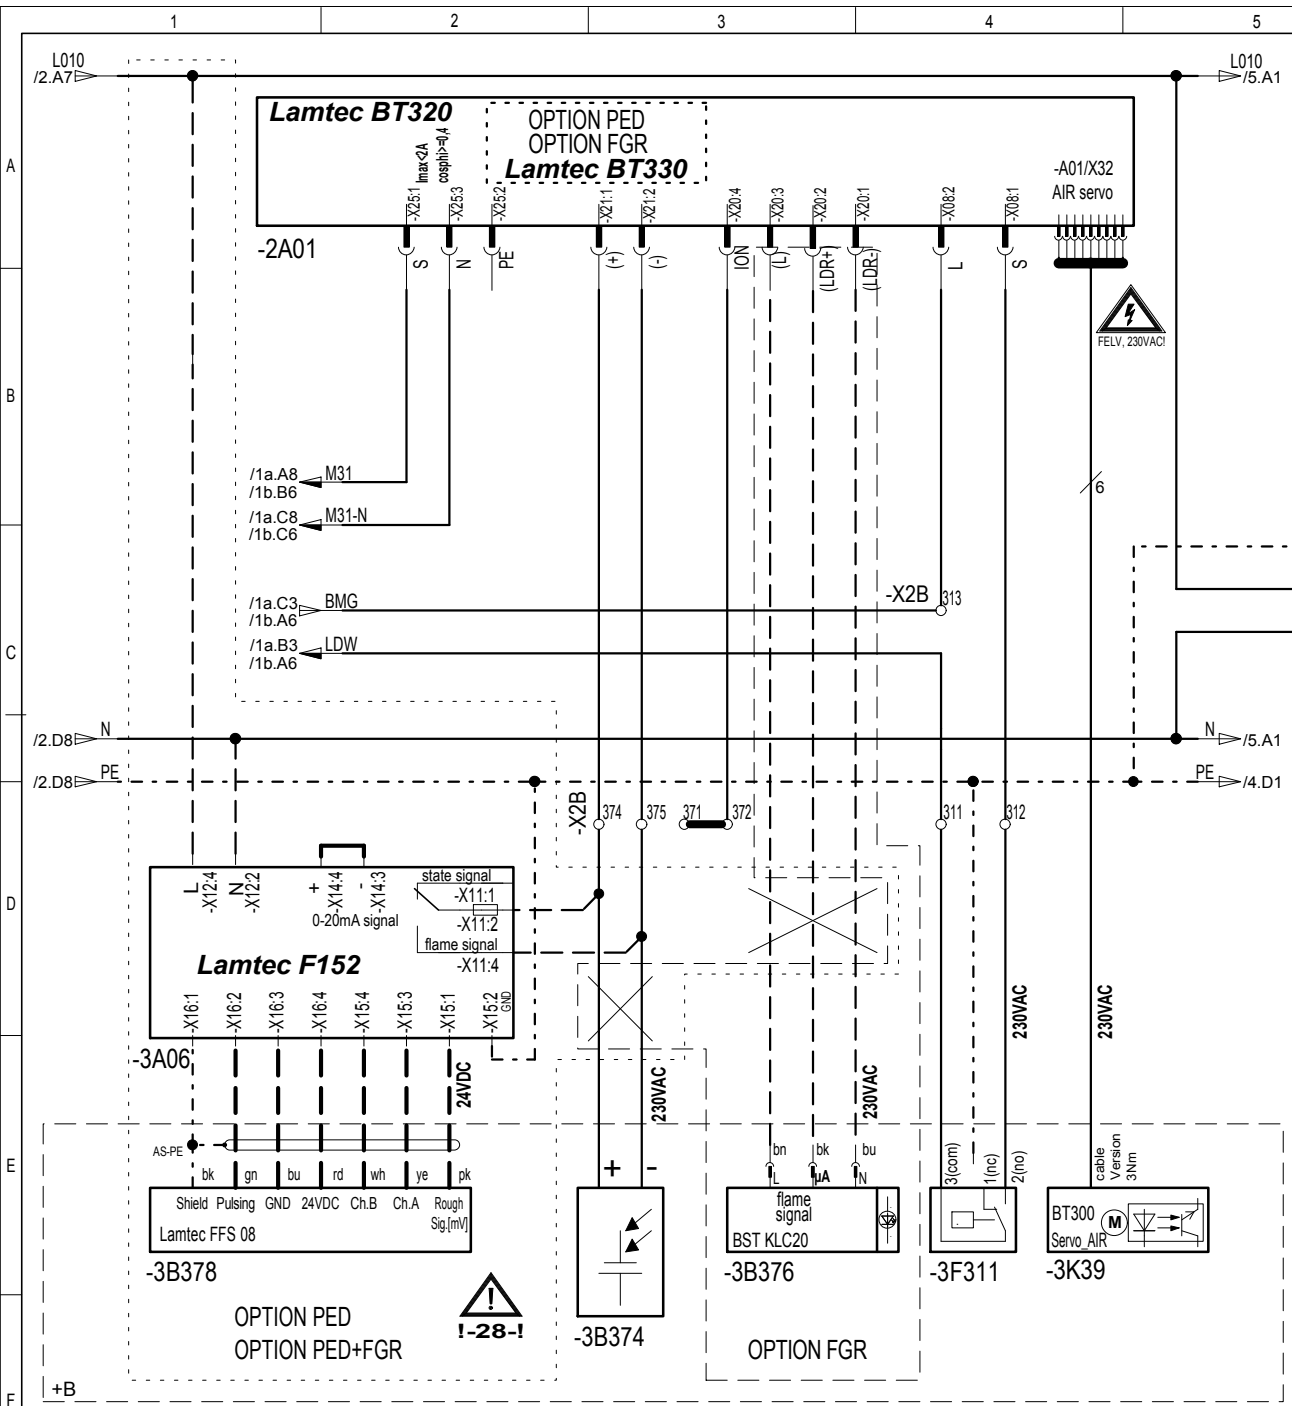 1 2 3 4 5
L010
/2.A7
L010
/5.A1
Lamtec BT320
Imax<2A
cosphi>=0,4
OPTION PED
OPTION FGR
Lamtec BT330
-A01/X32
AIR servo
A
-X25:1
-X25:3
-X25:2
-X21:1
-X21:2
-X20:4
-X20:3
-X20:2
-X20:1
-X08:2
-X08:1
-2A01
S
N
PE
(+)
(-)
ION
(L)
(LDR+)
(LDR-)
L
S
FELV, 230VAC!
B
/1a.A8
/1b.B6
M31
6
/1a.C8
/1b.C6
M31-N
/1a.C3
/1b.A6
BMG
-X2B
313
C
/1a.B3
/1b.A6
LDW
/2.D8
N
N
/5.A1
/2.D8
PE
PE
/4.D1
-X2B
374
375
371
372
311
312
D
L
-X12:4
N
-X12:2
+
-X14:4
-
-X14:3
0-20mA signal
state signal
-X11:1
-X11:2
flame signal
-X11:4
Lamtec F152
-X16:1
-X16:2
-X16:3
-X16:4
-X15:4
-X15:3
-X15:1
-X15:2
GND
-3A06
24VDC
230VAC
230VAC
230VAC
230VAC
E
AS-PE
bk
gn
bu
rd
wh
ye
pk
Shield
Pulsing
GND
24VDC
Ch.B
Ch.A
Rough
Sig.[mV]
Lamtec FFS 08
-3B378
+
-
-3B374
bn
bk
bu
L
µA
N
flame
signal
BST KLC20
-3B376
3(com)
1(nc)
2(no)
-3F311
cable
Version
3Nm
BT300
M
Servo_AIR
-3K39
OPTION PED
OPTION PED+FGR
!
!-28-!
OPTION FGR
+B
F